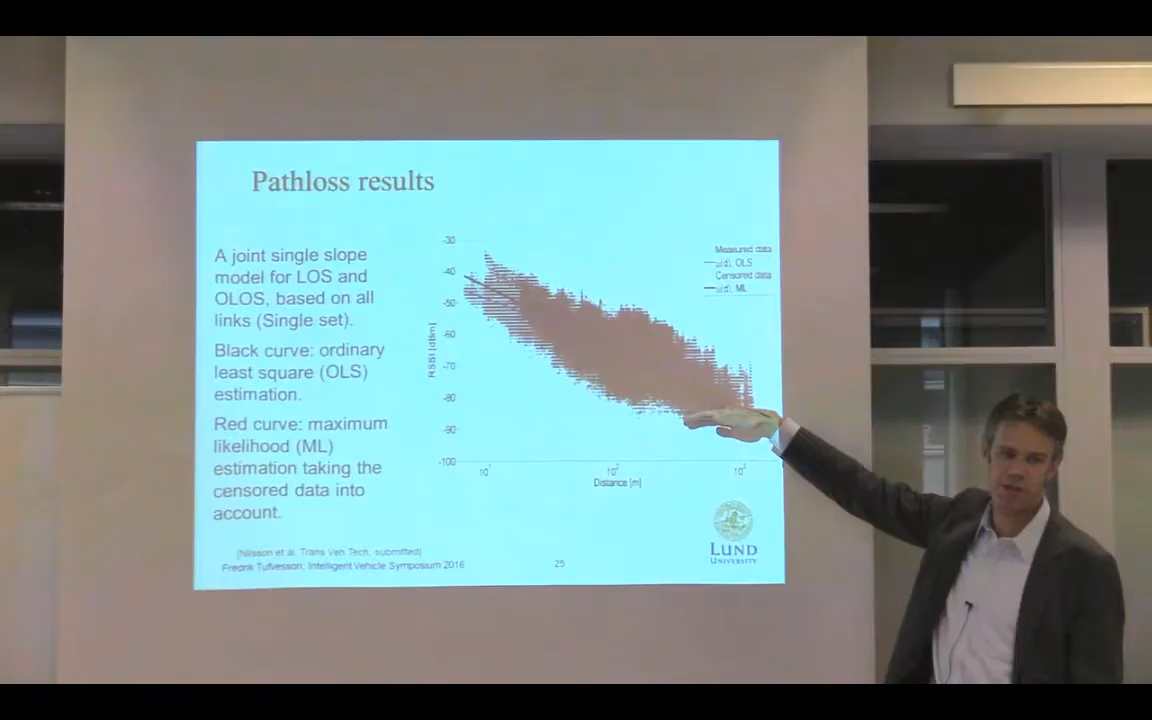 Pathloss results
A joint single slope
model for LOS and
OLOS, based on all
links (Single set).
Black curve: ordinary
least square (OLS)
estimation.
Red curve: maximum
likelihood (ML)
estimation taking the
censored data into
account.
-30
-40
-50
-60
-70
-80
-90
-100
RSSI [dBm]
10¹
10²
10³
Distance [m]
Measured data
μ(d), OLS
Censored data
μ(d), ML
[Nilsson et al, Trans Veh Tech, submitted]
Fredrik Tufvesson, Intelligent Vehicle Symposium 2016
25
LUND
UNIVERSITY